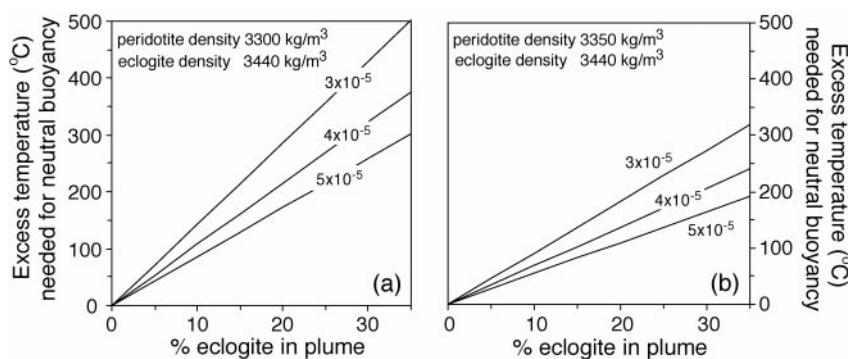 Excess temperature (°C)
needed for neutral buoyancy
500
400
300
200
100
0
peridotite density 3300 kg/m³
eclogite density 3440 kg/m³
3x10⁻⁵
4x10⁻⁵
5x10⁻⁵
(a)
0
10
20
30
% eclogite in plume
peridotite density 3350 kg/m³
eclogite density 3440 kg/m³
3x10⁻⁵
4x10⁻⁵
5x10⁻⁵
(b)
0
10
20
30
% eclogite in plume
500
400
300
200
100
0
Excess temperature (°C)
needed for neutral buoyancy